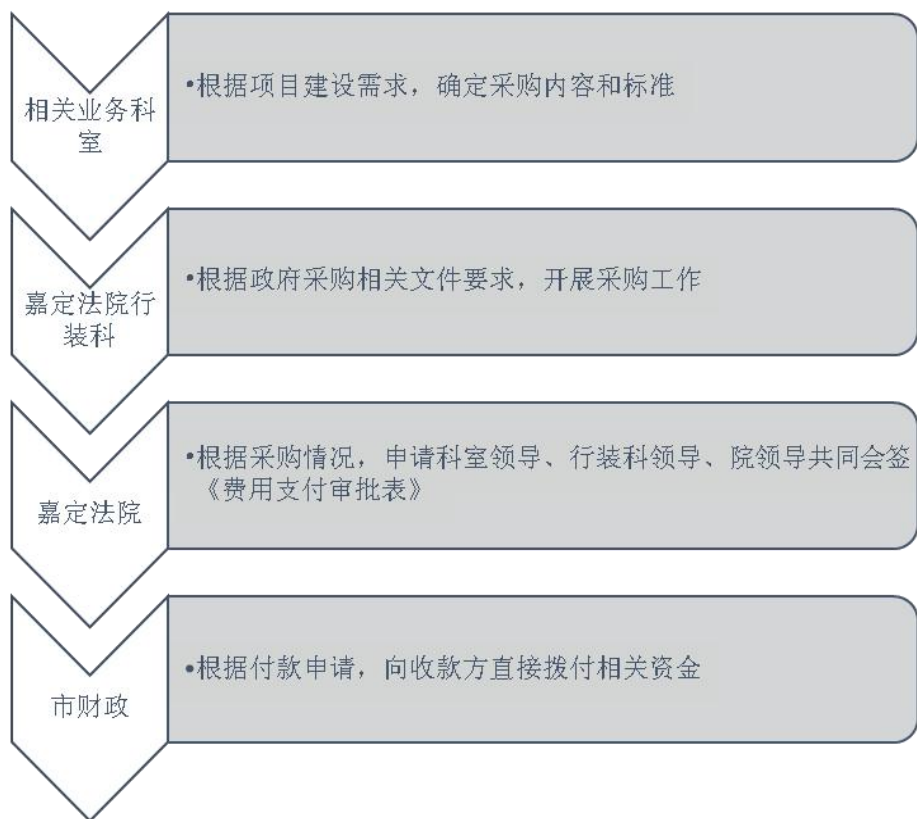 相关业务科
室
•根据项目建设需求，确定采购内容和标准
嘉定法院行
装科
•根据政府采购相关文件要求，开展采购工作
嘉定法院
•根据采购情况，申请科室领导、行装科领导、院领导共同会签
《费用支付审批表》
市财政
•根据付款申请，向收款方直接拨付相关资金